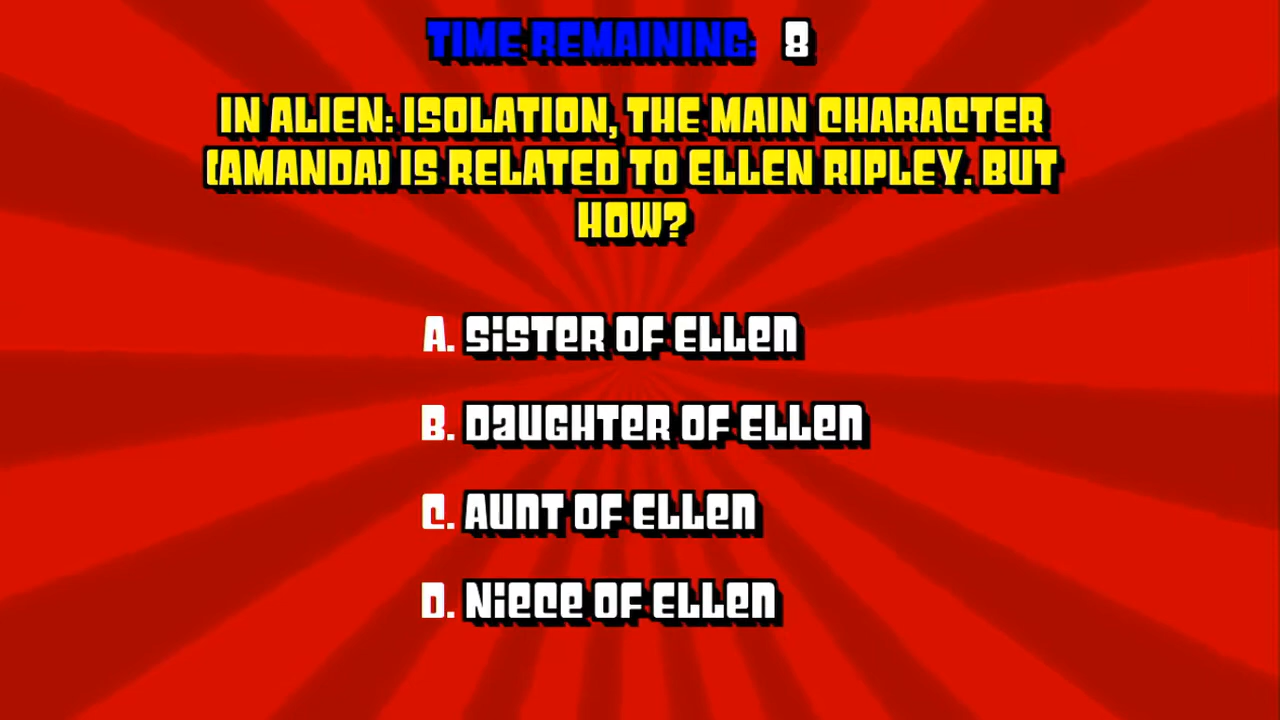 TIME REMAINING: 8
IN ALIEN: ISOLATION, THE MAIN CHARACTER
(AMANDA) IS RELATED TO ELLEN RIPLEY. BUT
HOW?
A. SISTER OF ELLEN
B. DAUGHTER OF ELLEN
C. AUNT OF ELLEN
D. NIECE OF ELLEN